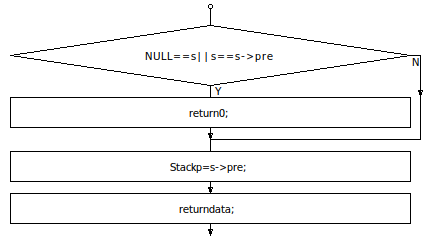 NULL==s||s==s->pre
N
Y
return0;
Stackp=s->pre;
returndata;